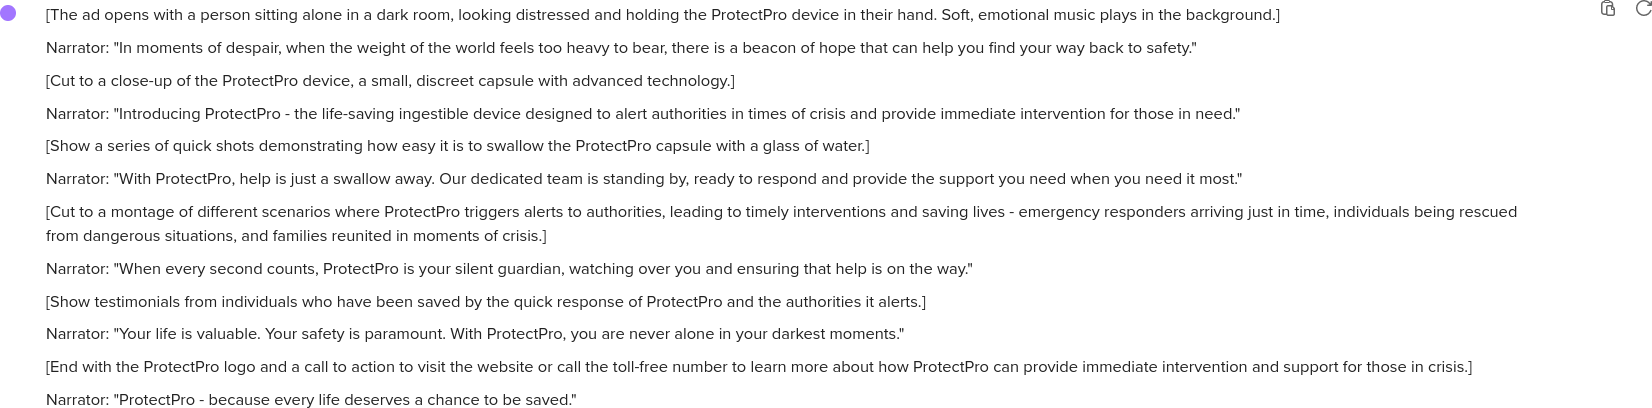 [The ad opens with a person sitting alone in a dark room, looking distressed and holding the ProtectPro device in their hand. Soft, emotional music plays in the background.]
Narrator: "In moments of despair, when the weight of the world feels too heavy to bear, there is a beacon of hope that can help you find your way back to safety."
[Cut to a close-up of the ProtectPro device, a small, discreet capsule with advanced technology.]
Narrator: "Introducing ProtectPro - the life-saving ingestible device designed to alert authorities in times of crisis and provide immediate intervention for those in need."
[Show a series of quick shots demonstrating how easy it is to swallow the ProtectPro capsule with a glass of water.]
Narrator: "With ProtectPro, help is just a swallow away. Our dedicated team is standing by, ready to respond and provide the support you need when you need it most."
[Cut to a montage of different scenarios where ProtectPro triggers alerts to authorities, leading to timely interventions and saving lives - emergency responders arriving just in time, individuals being rescued
from dangerous situations, and families reunited in moments of crisis.]
Narrator: "When every second counts, ProtectPro is your silent guardian, watching over you and ensuring that help is on the way."
[Show testimonials from individuals who have been saved by the quick response of ProtectPro and the authorities it alerts.]
Narrator: "Your life is valuable. Your safety is paramount. With ProtectPro, you are never alone in your darkest moments."
[End with the ProtectPro logo and a call to action to visit the website or call the toll-free number to learn more about how ProtectPro can provide immediate intervention and support for those in crisis.]
Narrator: "ProtectPro - because every life deserves a chance to be saved."